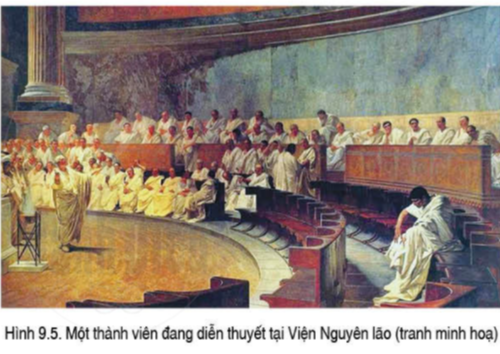 Hình 9.5. Một thành viên đang diễn thuyết tại Viện Nguyên lão (tranh minh hoạ)